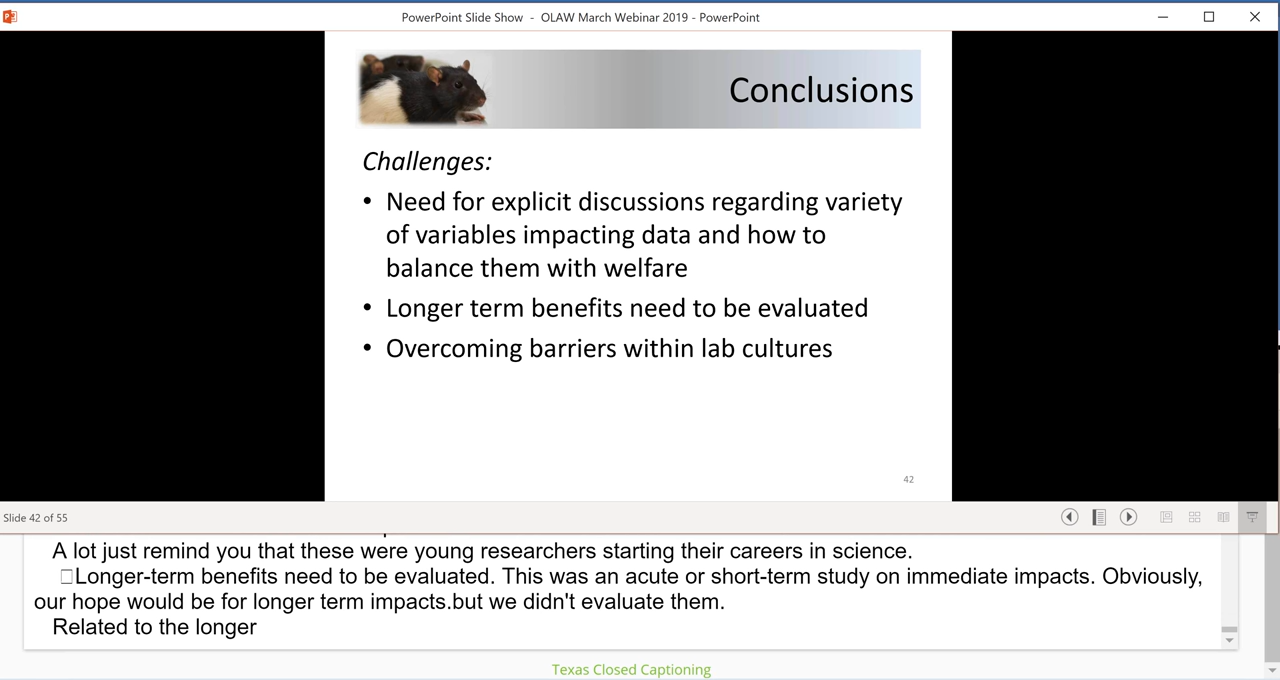 PowerPoint Slide Show - OLAW March Webinar 2019 - PowerPoint
Conclusions
Challenges:
• Need for explicit discussions regarding variety
of variables impacting data and how to
balance them with welfare
• Longer term benefits need to be evaluated
• Overcoming barriers within lab cultures
42
Slide 42 of 55
A lot just remind you that these were young researchers starting their careers in science.
Longer-term benefits need to be evaluated. This was an acute or short-term study on immediate impacts. Obviously,
our hope would be for longer term impacts.but we didn't evaluate them.
Related to the longer
Texas Closed Captioning